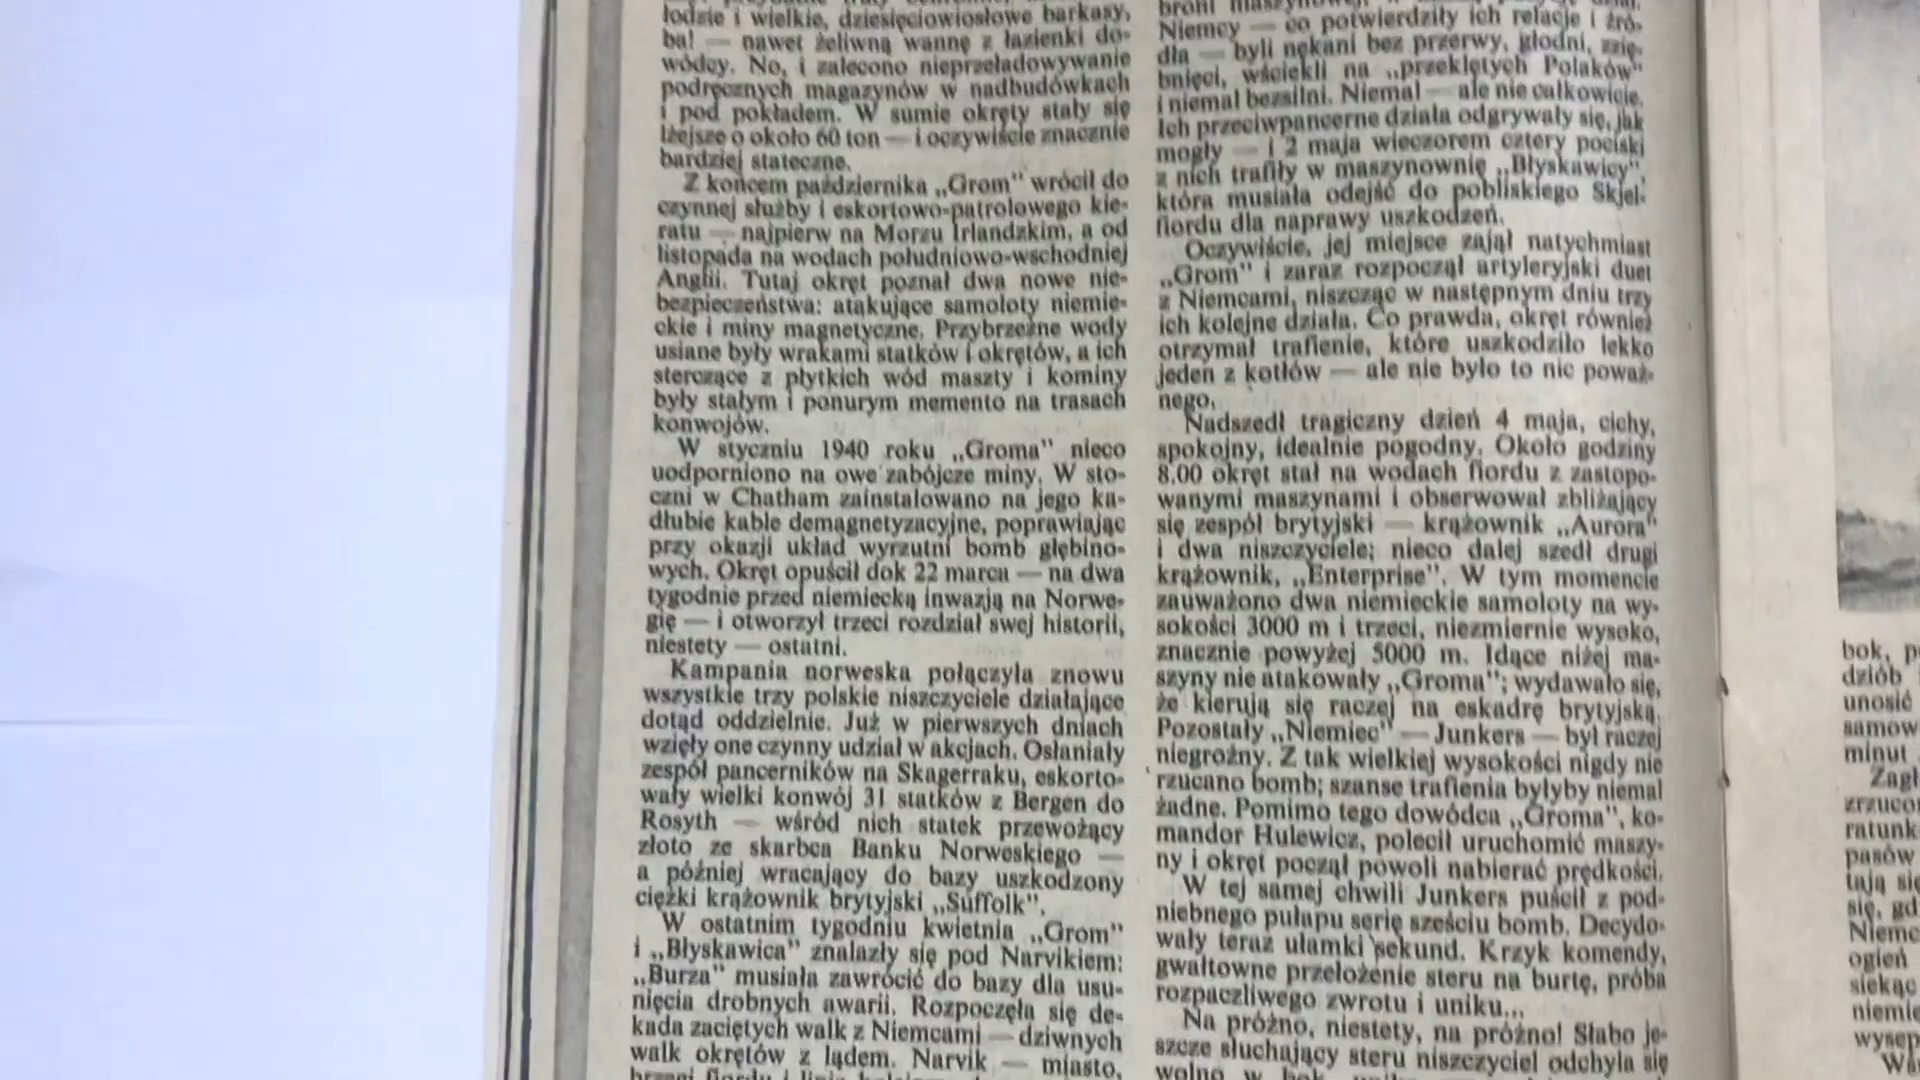 łodzie i wielkie, dziesięciowiosłowe barkasy,
ba! — nawet żeliwną wannę z łazienki do-
wódcy. No, i zalecono nieprzeładowywanie
podręcznych magazynów w nadbudówkach
i pod pokładem. W sumie okręty stały się
lżejsze o około 60 ton — i oczywiście znacznie
bardziej stateczne.
Z końcem października „Grom" wrócił do
czynnej służby i eskortowo-patrolowego kie-
ratu — najpierw na Morzu Irlandzkim, a od
listopada na wodach południowo-wschodniej
Anglii. Tutaj okręt poznał dwa nowe nie-
bezpieczeństwa: atakujące samoloty niemie-
ckie i miny magnetyczne. Przybrzeżne wody
usiane były wrakami statków i okrętów, a ich
sterczące z płytkich wód maszty i kominy
były stałym i ponurym memento na trasach
konwojów.
W styczniu 1940 roku „Groma" nieco
uodporniono na owe zabójcze miny. W sto-
czni w Chatham zainstalowano na jego ka-
dłubie kable demagnetyzacyjne, poprawiając
przy okazji układ wyrzutni bomb głębino-
wych. Okręt opuścił dok 22 marca — na dwa
tygodnie przed niemiecką inwazją na Norwe-
gię — i otworzył trzeci rozdział swej historii,
niestety — ostatni.
Kampania norweska połączyła znowu
wszystkie trzy polskie niszczyciele działające
dotąd oddzielnie. Już w pierwszych dniach
wzięły one czynny udział w akcjach. Osłaniały
zespół pancerników na Skagerraku, eskorto-
wały wielki konwój 31 statków z Bergen do
Rosyth — wśród nich statek przewożący
złoto ze skarbca Banku Norweskiego —
a później wracający do bazy uszkodzony
ciężki krążownik brytyjski „Suffolk".
W ostatnim tygodniu kwietnia „Grom"
i „Błyskawica" znalazły się pod Narvikiem:
„Burza" musiała zawrócić do bazy dla usu-
nięcia drobnych awarii. Rozpoczęła się de-
kada zaciętych walk z Niemcami — dziwnych
walk okrętów z lądem. Narvik — miasto,
broni
Niemcy — co potwierdziły ich relacje i źró-
dła — byli nękani bez przerwy, głodni, zzię-
bnięci, wściekli na „przeklętych Polaków"
i niemal bezsilni. Niemal — ale nie całkowicie.
Ich przeciwpancerne działa odgrywały się, jak
mogły — i 2 maja wieczorem cztery pociski
z nich trafiły w maszynownię „Błyskawicy",
która musiała odejść do pobliskiego Skjel-
fiordu dla naprawy uszkodzeń.
Oczywiście, jej miejsce zajął natychmiast
„Grom" i zaraz rozpoczął artyleryjski duet
z Niemcami, niszcząc w następnym dniu trzy
ich kolejne działa. Co prawda, okręt również
otrzymał trafienie, które uszkodziło lekko
jeden z kotłów — ale nie było to nic poważ-
nego.
Nadszedł tragiczny dzień 4 maja, cichy,
spokojny, idealnie pogodny. Około godziny
8.00 okręt stał na wodach fiordu z zastopo-
wanymi maszynami i obserwował zbliżający
się zespół brytyjski — krążownik „Aurora"
i dwa niszczyciele; nieco dalej szedł drugi
krążownik, „Enterprise". W tym momencie
zauważono dwa niemieckie samoloty na wy-
sokości 3000 m i trzeci, niezmiernie wysoko,
znacznie powyżej 5000 m. Idące niżej ma-
szyny nie atakowały „Groma"; wydawało się,
że kierują się raczej na eskadrę brytyjską.
Pozostały „Niemiec" — Junkers — był raczej
niegroźny. Z tak wielkiej wysokości nigdy nie
rzucano bomb; szanse trafienia byłyby niemal
żadne. Pomimo tego dowódca „Groma", ko-
mandor Hulewicz, polecił uruchomić maszy-
ny i okręt począł powoli nabierać prędkości.
W tej samej chwili Junkers puścił z pod-
niebnego pułapu serię sześciu bomb. Decydo-
wały teraz ułamki sekund. Krzyk komendy,
gwałtowne przełożenie steru na burtę, próba
rozpaczliwego zwrotu i uniku...
Na próżno, niestety, na próżno! Słabo je-
szcze słuchający steru niszczyciel odchyla się
bok, p
dziób
unosić
samow
minut
Zagł
zrzucon
ratunk
pasów
tają się
się, gd
Niemc
ogień
siekąc
niemie
wysep